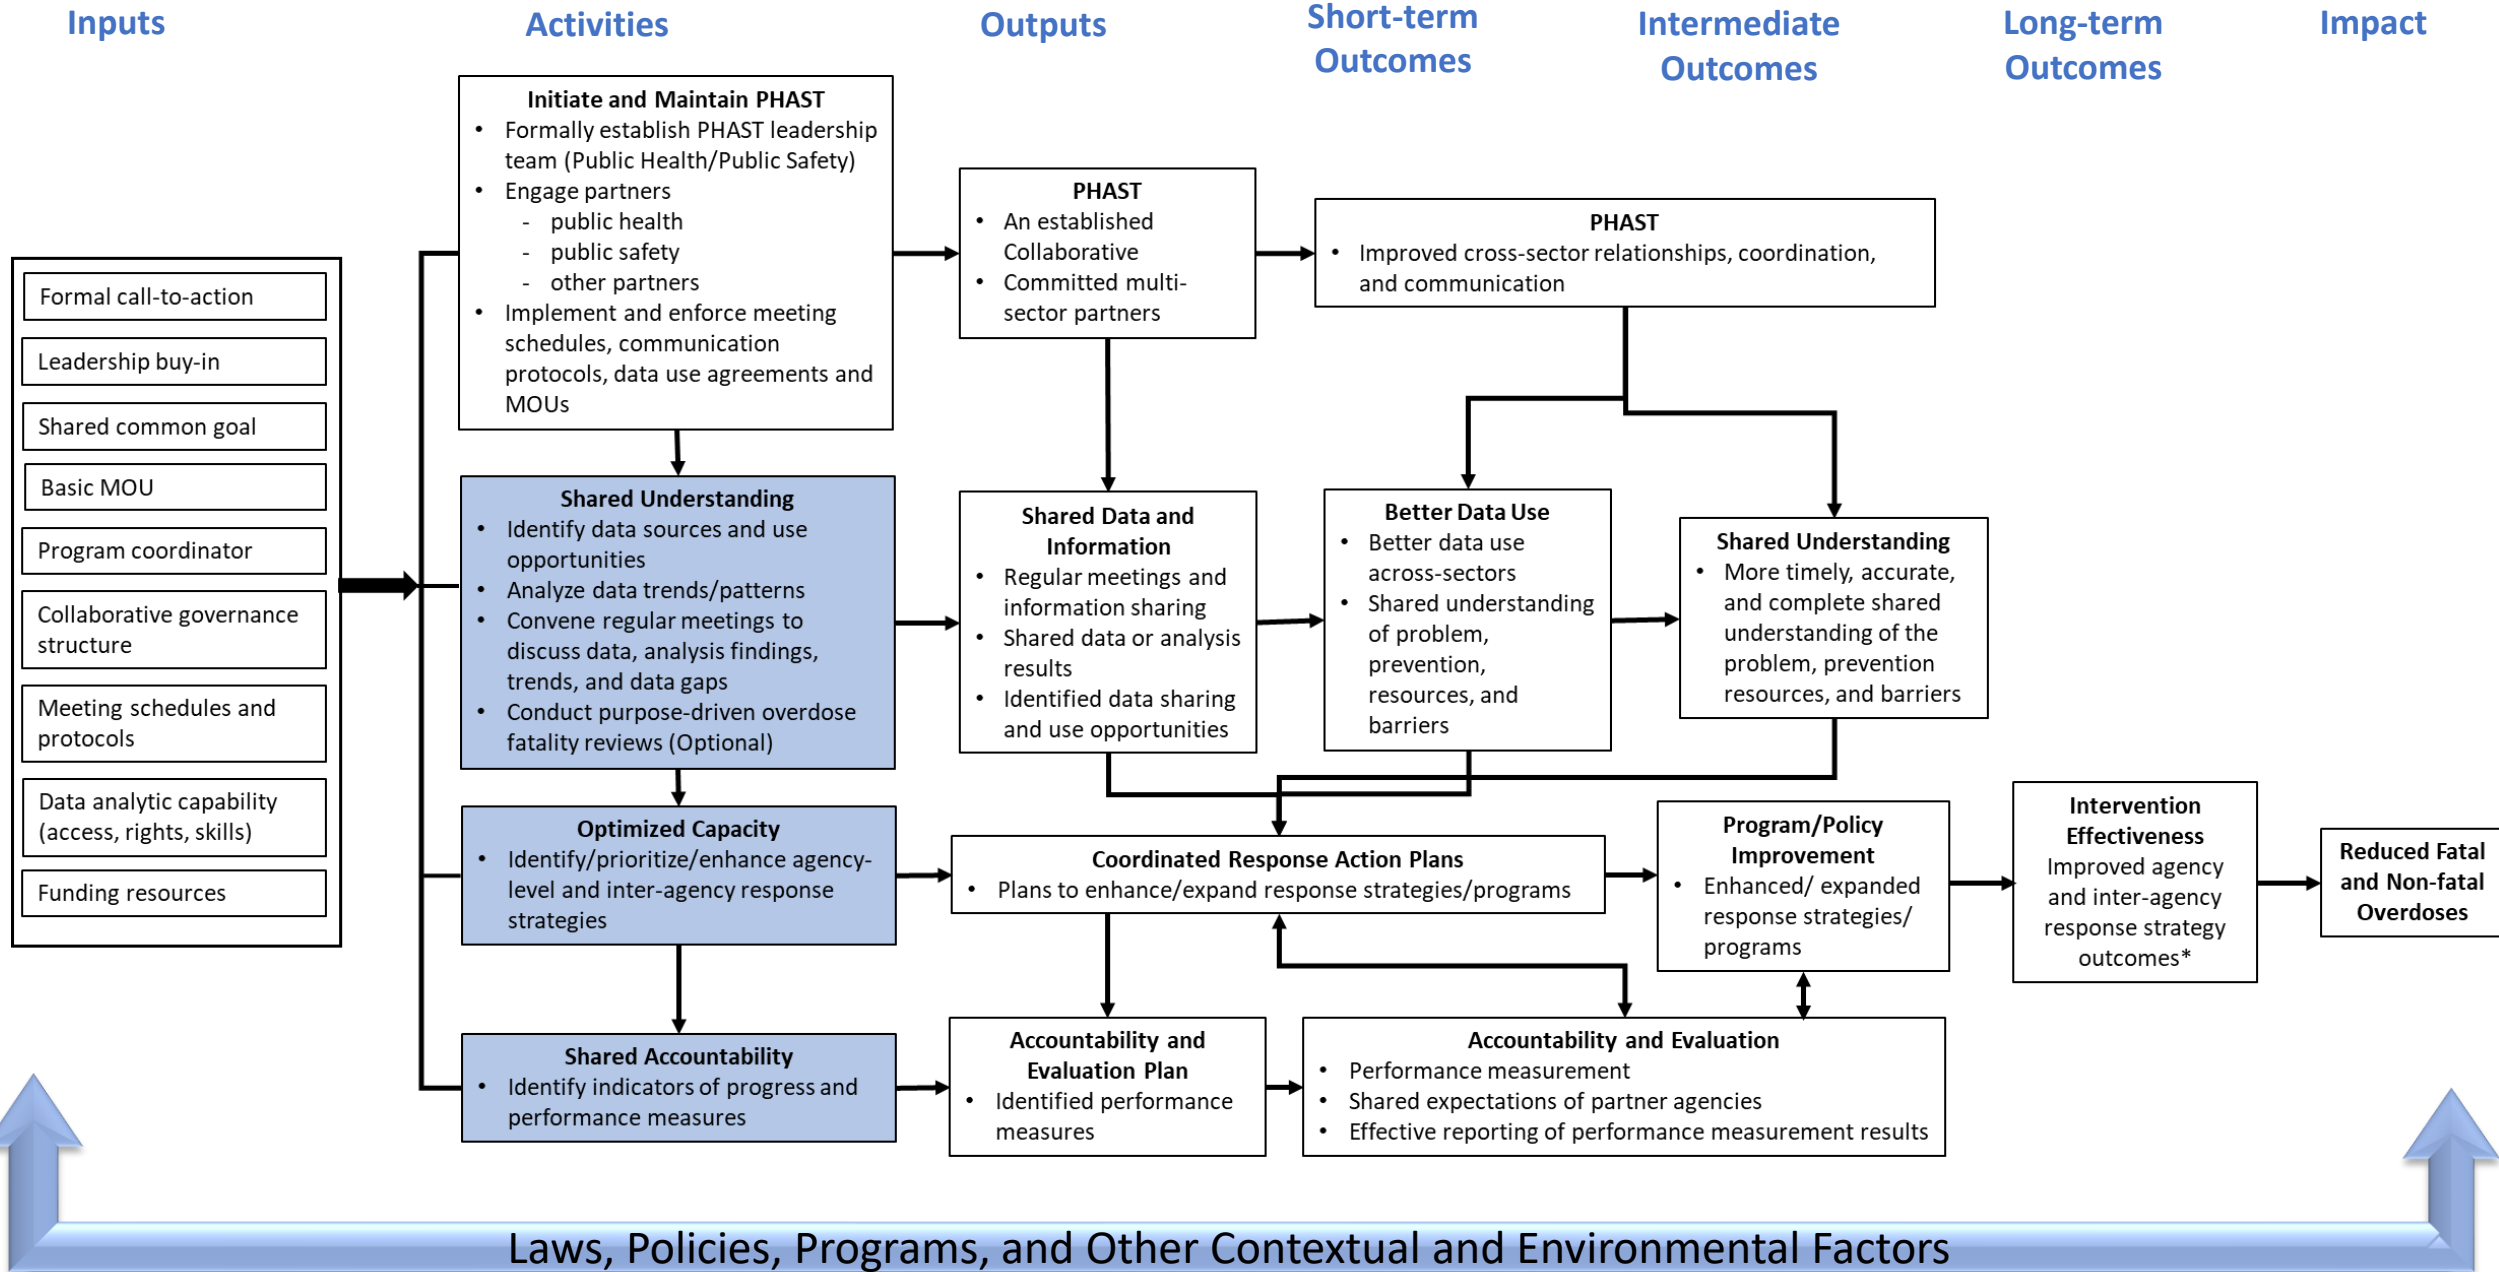 Inputs
Activities
Outputs
Short-term
Outcomes
Intermediate
Outcomes
Long-term
Outcomes
Impact
Formal call-to-action
Leadership buy-in
Shared common goal
Basic MOU
Program coordinator
Collaborative governance
structure
Meeting schedules and
protocols
Data analytic capability
(access, rights, skills)
Funding resources
Initiate and Maintain PHAST
• Formally establish PHAST leadership
team (Public Health/Public Safety)
• Engage partners
- public health
- public safety
- other partners
• Implement and enforce meeting
schedules, communication
protocols, data use agreements and
MOUs
Shared Understanding
• Identify data sources and use
opportunities
• Analyze data trends/patterns
• Convene regular meetings to
discuss data, analysis findings,
trends, and data gaps
• Conduct purpose-driven overdose
fatality reviews (Optional)
Optimized Capacity
• Identify/prioritize/enhance agency-
level and inter-agency response
strategies
Shared Accountability
• Identify indicators of progress and
performance measures
PHAST
• An established
Collaborative
• Committed multi-
sector partners
Shared Data and
Information
• Regular meetings and
information sharing
• Shared data or analysis
results
• Identified data sharing
and use opportunities
Coordinated Response Action Plans
• Plans to enhance/expand response strategies/programs
Accountability and
Evaluation Plan
• Identified performance
measures
PHAST
• Improved cross-sector relationships, coordination,
and communication
Better Data Use
• Better data use
across-sectors
• Shared understanding
of problem,
prevention,
resources, and
barriers
Shared Understanding
• More timely, accurate,
and complete shared
understanding of the
problem, prevention
resources, and barriers
Program/Policy
Improvement
• Enhanced/ expanded
response strategies/
programs
Accountability and Evaluation
• Performance measurement
• Shared expectations of partner agencies
• Effective reporting of performance measurement results
Intervention
Effectiveness
Improved agency
and inter-agency
response strategy
outcomes*
Reduced Fatal
and Non-fatal
Overdoses
Laws, Policies, Programs, and Other Contextual and Environmental Factors